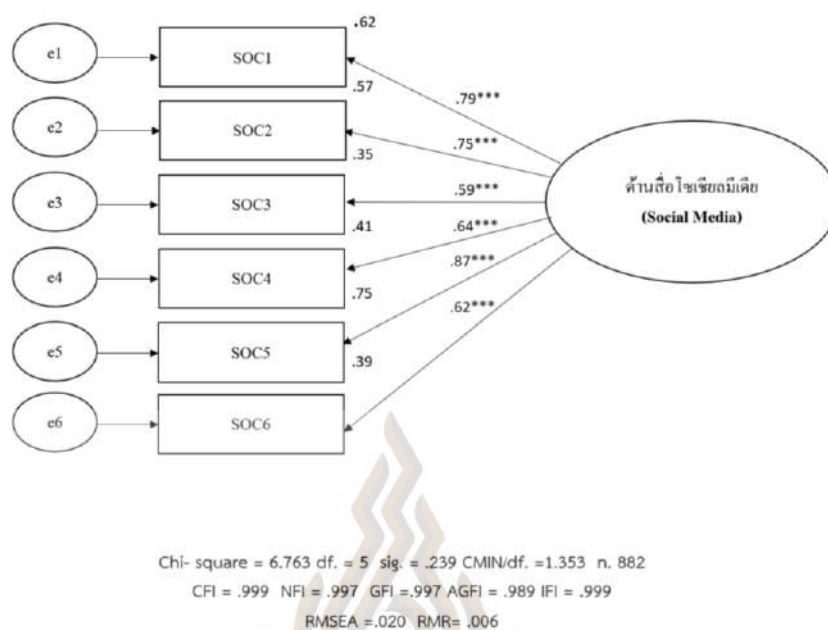 .62
e1 SOC1
.57
.79***
e2 SOC2
.75***
.35
.59***
e3 SOC3
ด้านสื่อโซเชียลมีเดีย
(Social Media)
.41
.64***
e4 SOC4
.87***
.75
.62***
e5 SOC5
.39
e6 SOC6
Chi- square = 6.763 df. = 5 sig. = .239 CMIN/df. =1.353 n. 882
CFI = .999 NFI = .997 GFI =.997 AGFI = .989 IFI = .999
RMSEA =.020 RMR= .006